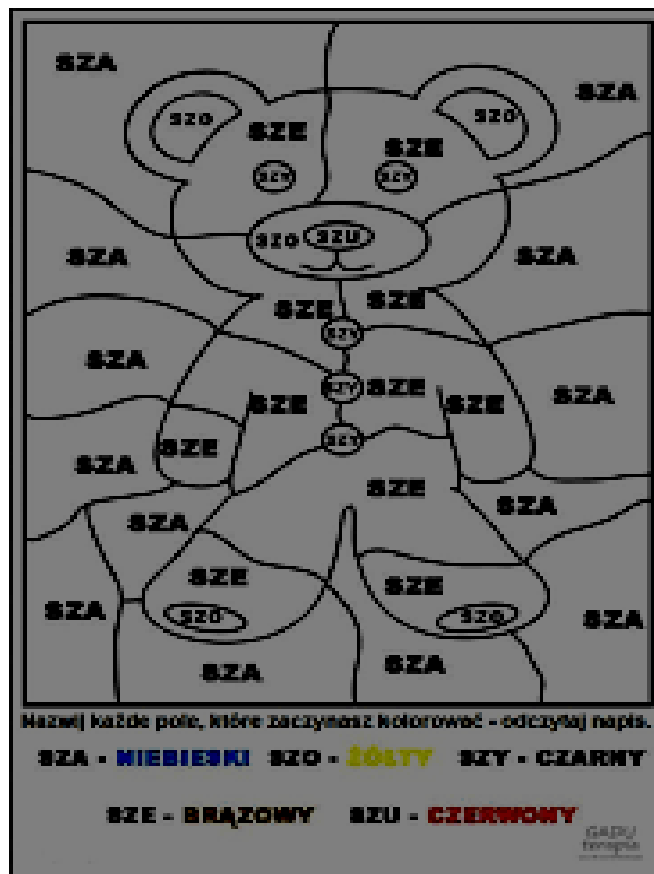 SZA
SZA
SZO SZO
SZE SZE
SZY SZY
SZO SZU
SZA SZA
SZE SZE
SZY
SZA SZY SZE SZA
SZE SZE
SZY
SZA SZE
SZE
SZA SZA
SZE SZE
SZA SZO SZO SZA
SZA SZA
Nazwij każde pole, które zaczynasz kolorować - odczytaj napis.
SZA - NIEBIESKI SZO - ŻÓŁTY SZY - CZARNY
SZE - BRĄZOWY SZU - CZERWONY
GADU
terapia